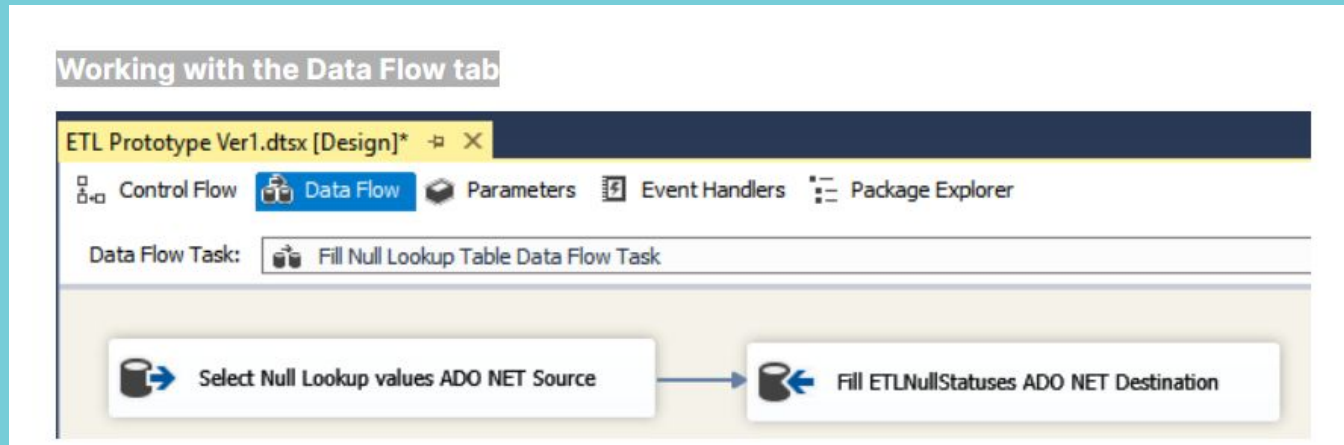 Working with the Data Flow tab
ETL Prototype Ver1.dtsx [Design]*
Control Flow Data Flow Parameters Event Handlers Package Explorer
Data Flow Task: Fill Null Lookup Table Data Flow Task
Select Null Lookup values ADO NET Source Fill ETLNullStatuses ADO NET Destination